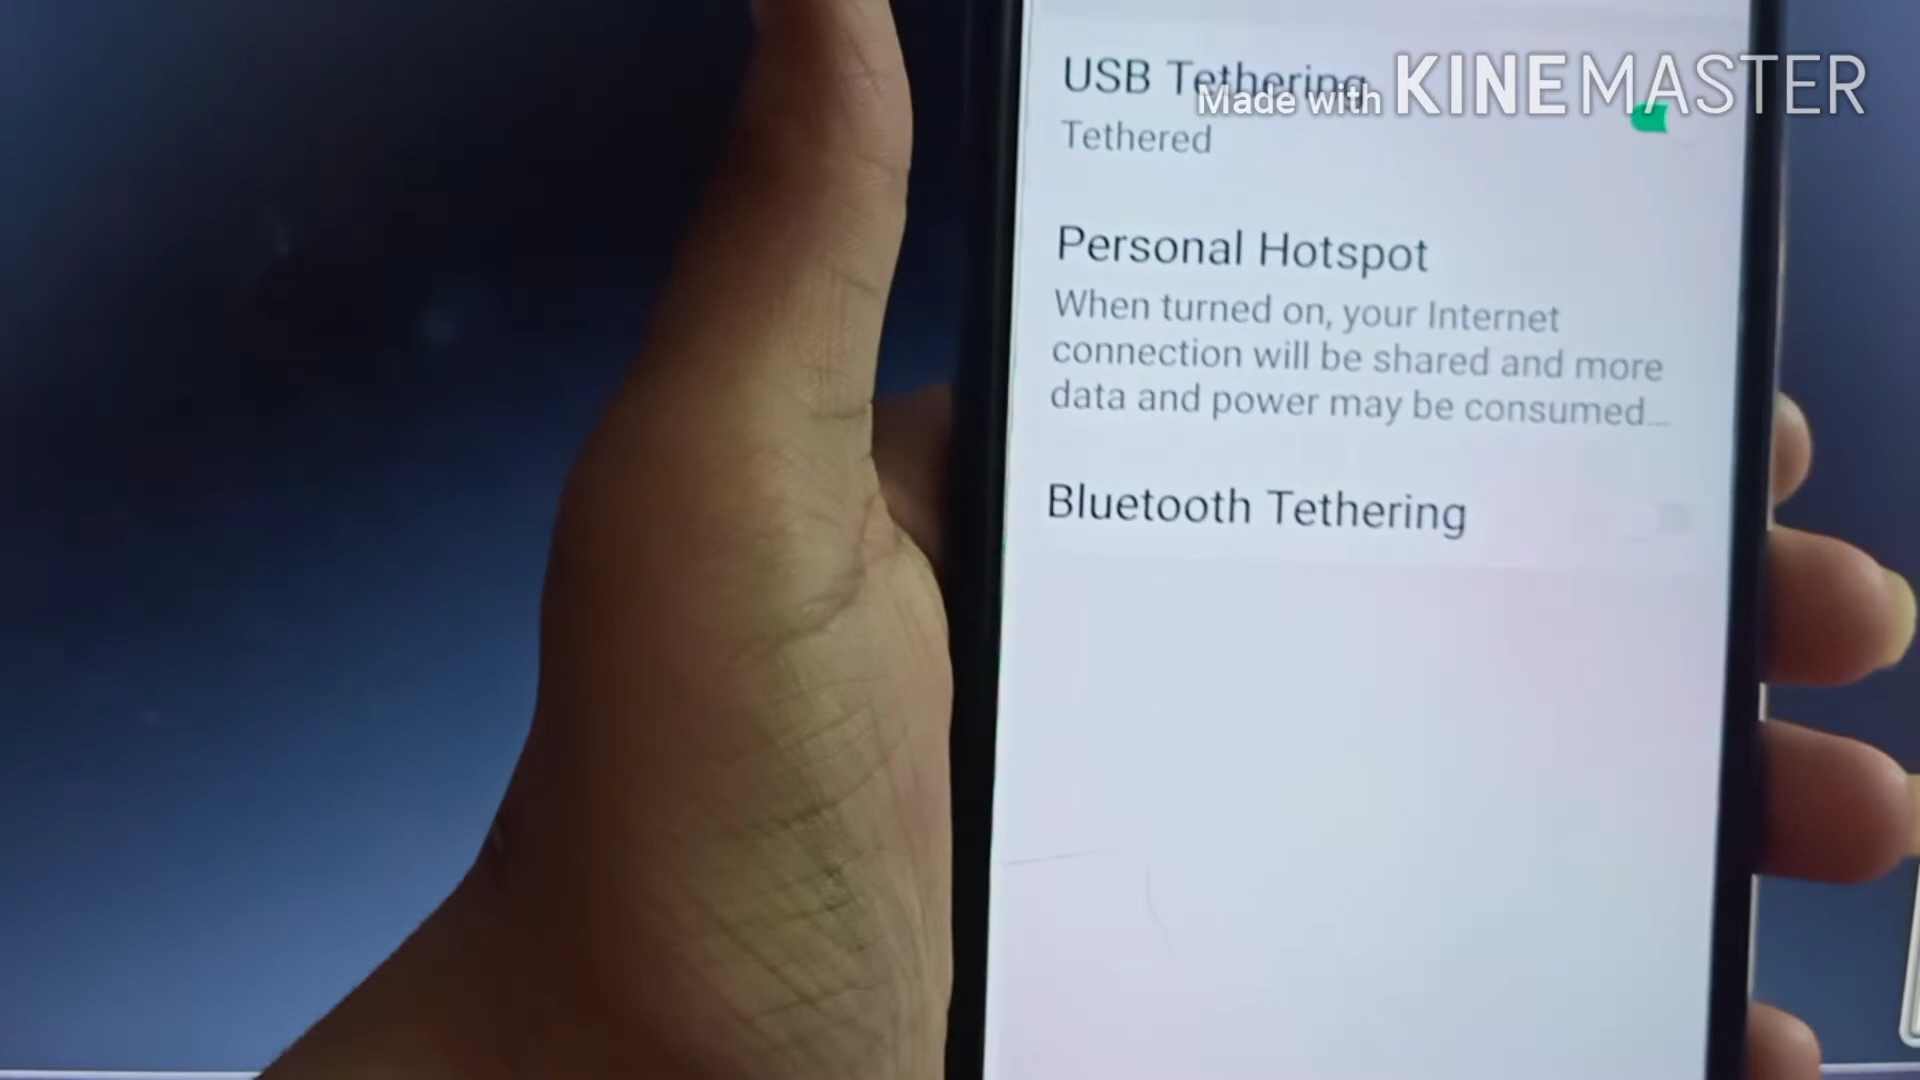 USB Tethering
Made with KINEMASTER
Tethered
Personal Hotspot
When turned on, your Internet
connection will be shared and more
data and power may be consumed...
Bluetooth Tethering